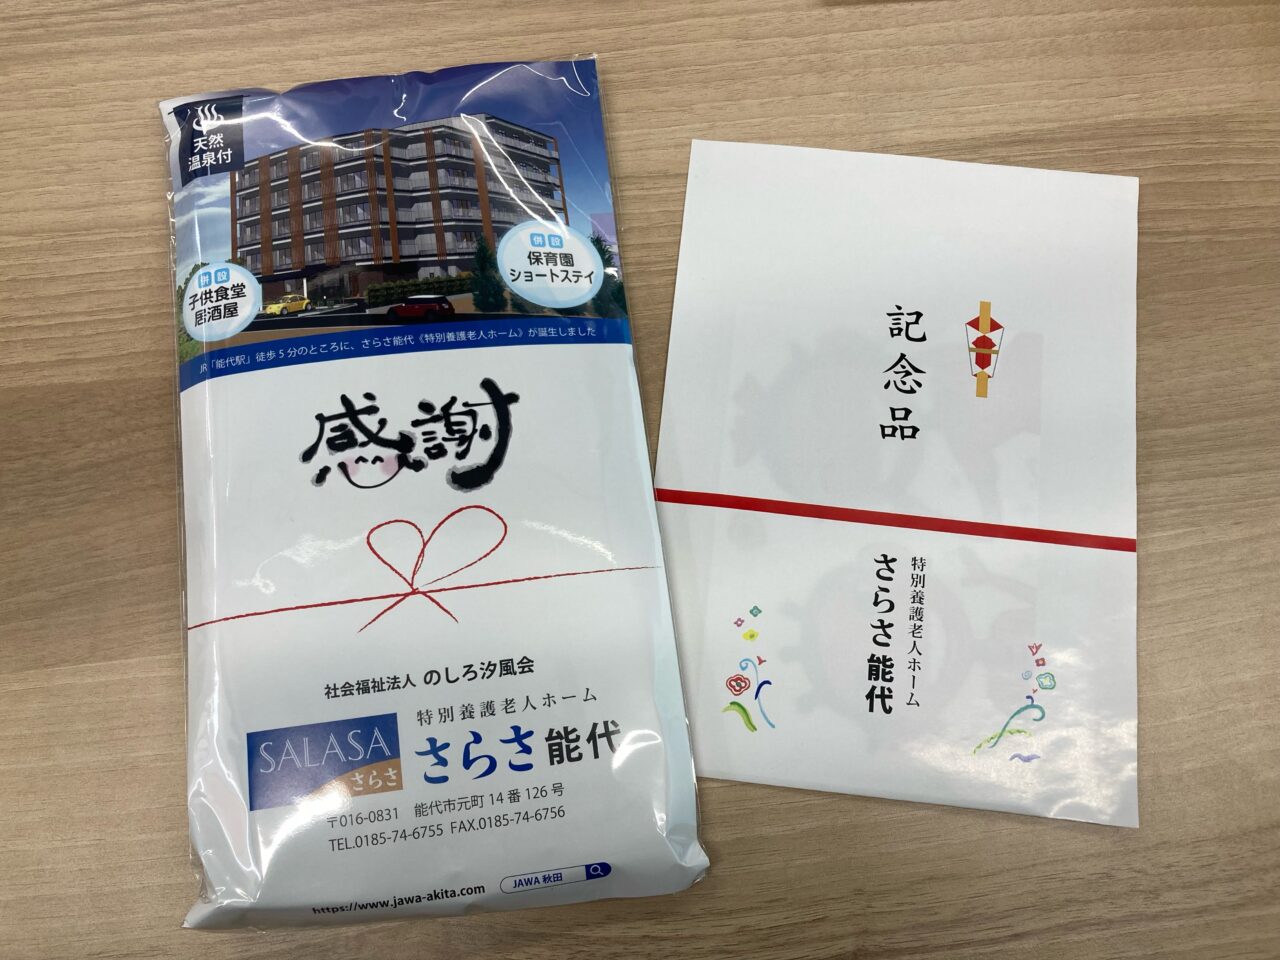 天然
温泉付
併設
子供食堂
居酒屋
併設
保育園
ショートステイ
JR「能代駅」徒歩5分のところに、さらさ能代《特別養護老人ホーム》が誕生しました
感謝
社会福祉法人 のしろ汐風会
SALASA
さらさ
特別養護老人ホーム
さらさ能代
〒016-0831 能代市元町14番126号
TEL.0185-74-6755 FAX.0185-74-6756
https://www.jawa-akita.com
JAWA 秋田
記念品
特別養護老人ホーム
さらさ能代